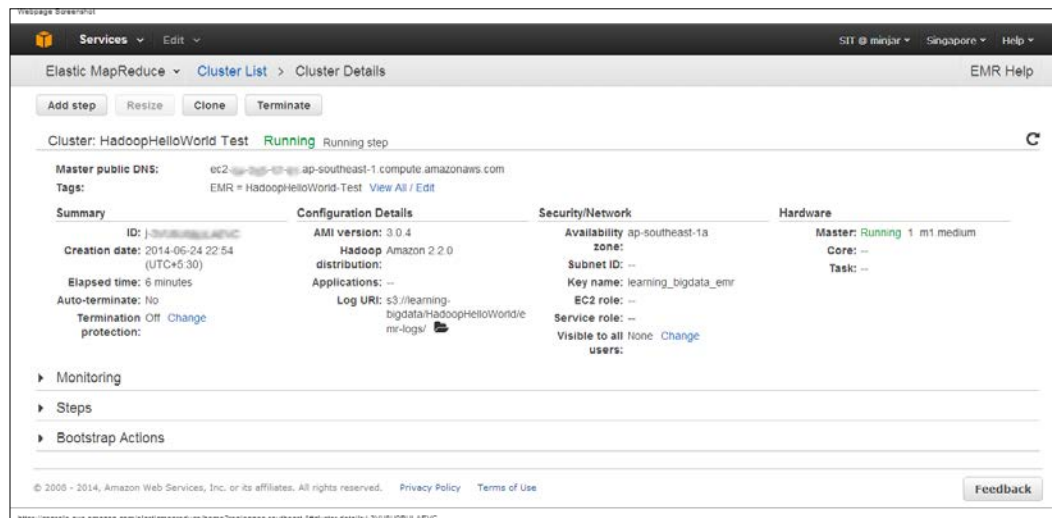 Webpage Screenshot
Services Edit SIT @ minjar Singapore Help
Elastic MapReduce Cluster List > Cluster Details EMR Help
Add step Resize Clone Terminate
Cluster: HadoopHelloWorld Test Running Running step
Master public DNS: ec2- ap-southeast-1.compute.amazonaws.com
Tags: EMR = HadoopHelloWorld-Test View All / Edit
Summary
ID:
Creation date: 2014-06-24 22:54
(UTC+5:30)
Elapsed time: 6 minutes
Auto-terminate: No
Termination Off Change
protection:
Configuration Details
AMI version: 3.0.4
Hadoop Amazon 2.2.0
distribution:
Applications: --
Log URI: s3://learning-
bigdata/HadoopHelloWorld/e
mr-logs/
Security/Network
Availability ap-southeast-1a
zone:
Subnet ID: --
Key name: learning_bigdata_emr
EC2 role: --
Service role: --
Visible to all None Change
users:
Hardware
Master: Running 1 m1.medium
Core: --
Task: --
Monitoring
Steps
Bootstrap Actions
© 2008 - 2014, Amazon Web Services, Inc. or its affiliates. All rights reserved. Privacy Policy Terms of Use
Feedback